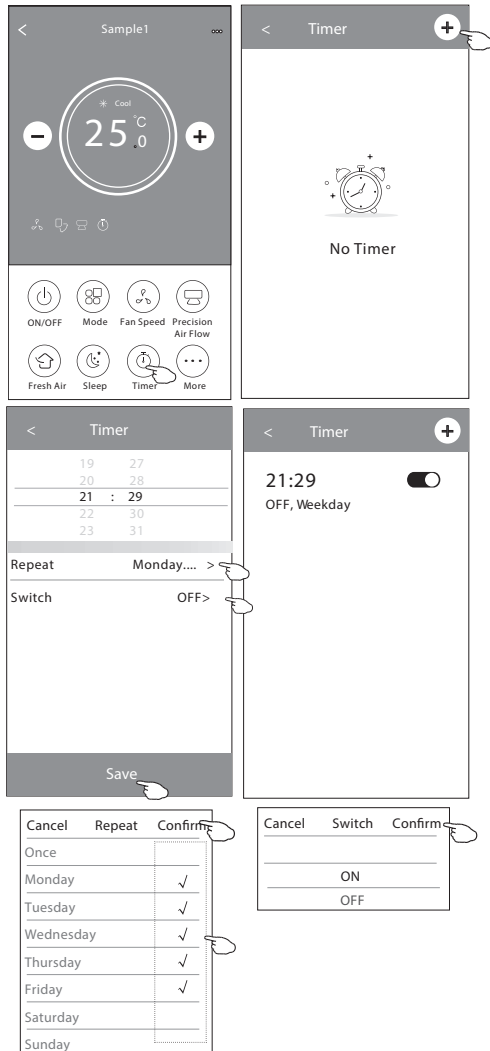 < Sample1
Cool
25.0 °C
ON/OFF Mode Fan Speed Precision Air Flow
Fresh Air Sleep Timer More
< Timer +
No Timer
< Timer
19 27
20 28
21 : 29
22 30
23 31
Repeat Monday.... >
Switch OFF>
Save
< Timer +
21:29
OFF, Weekday
Cancel Repeat Confirm
Once
Monday √
Tuesday √
Wednesday √
Thursday √
Friday √
Saturday
Sunday
Cancel Switch Confirm
ON
OFF